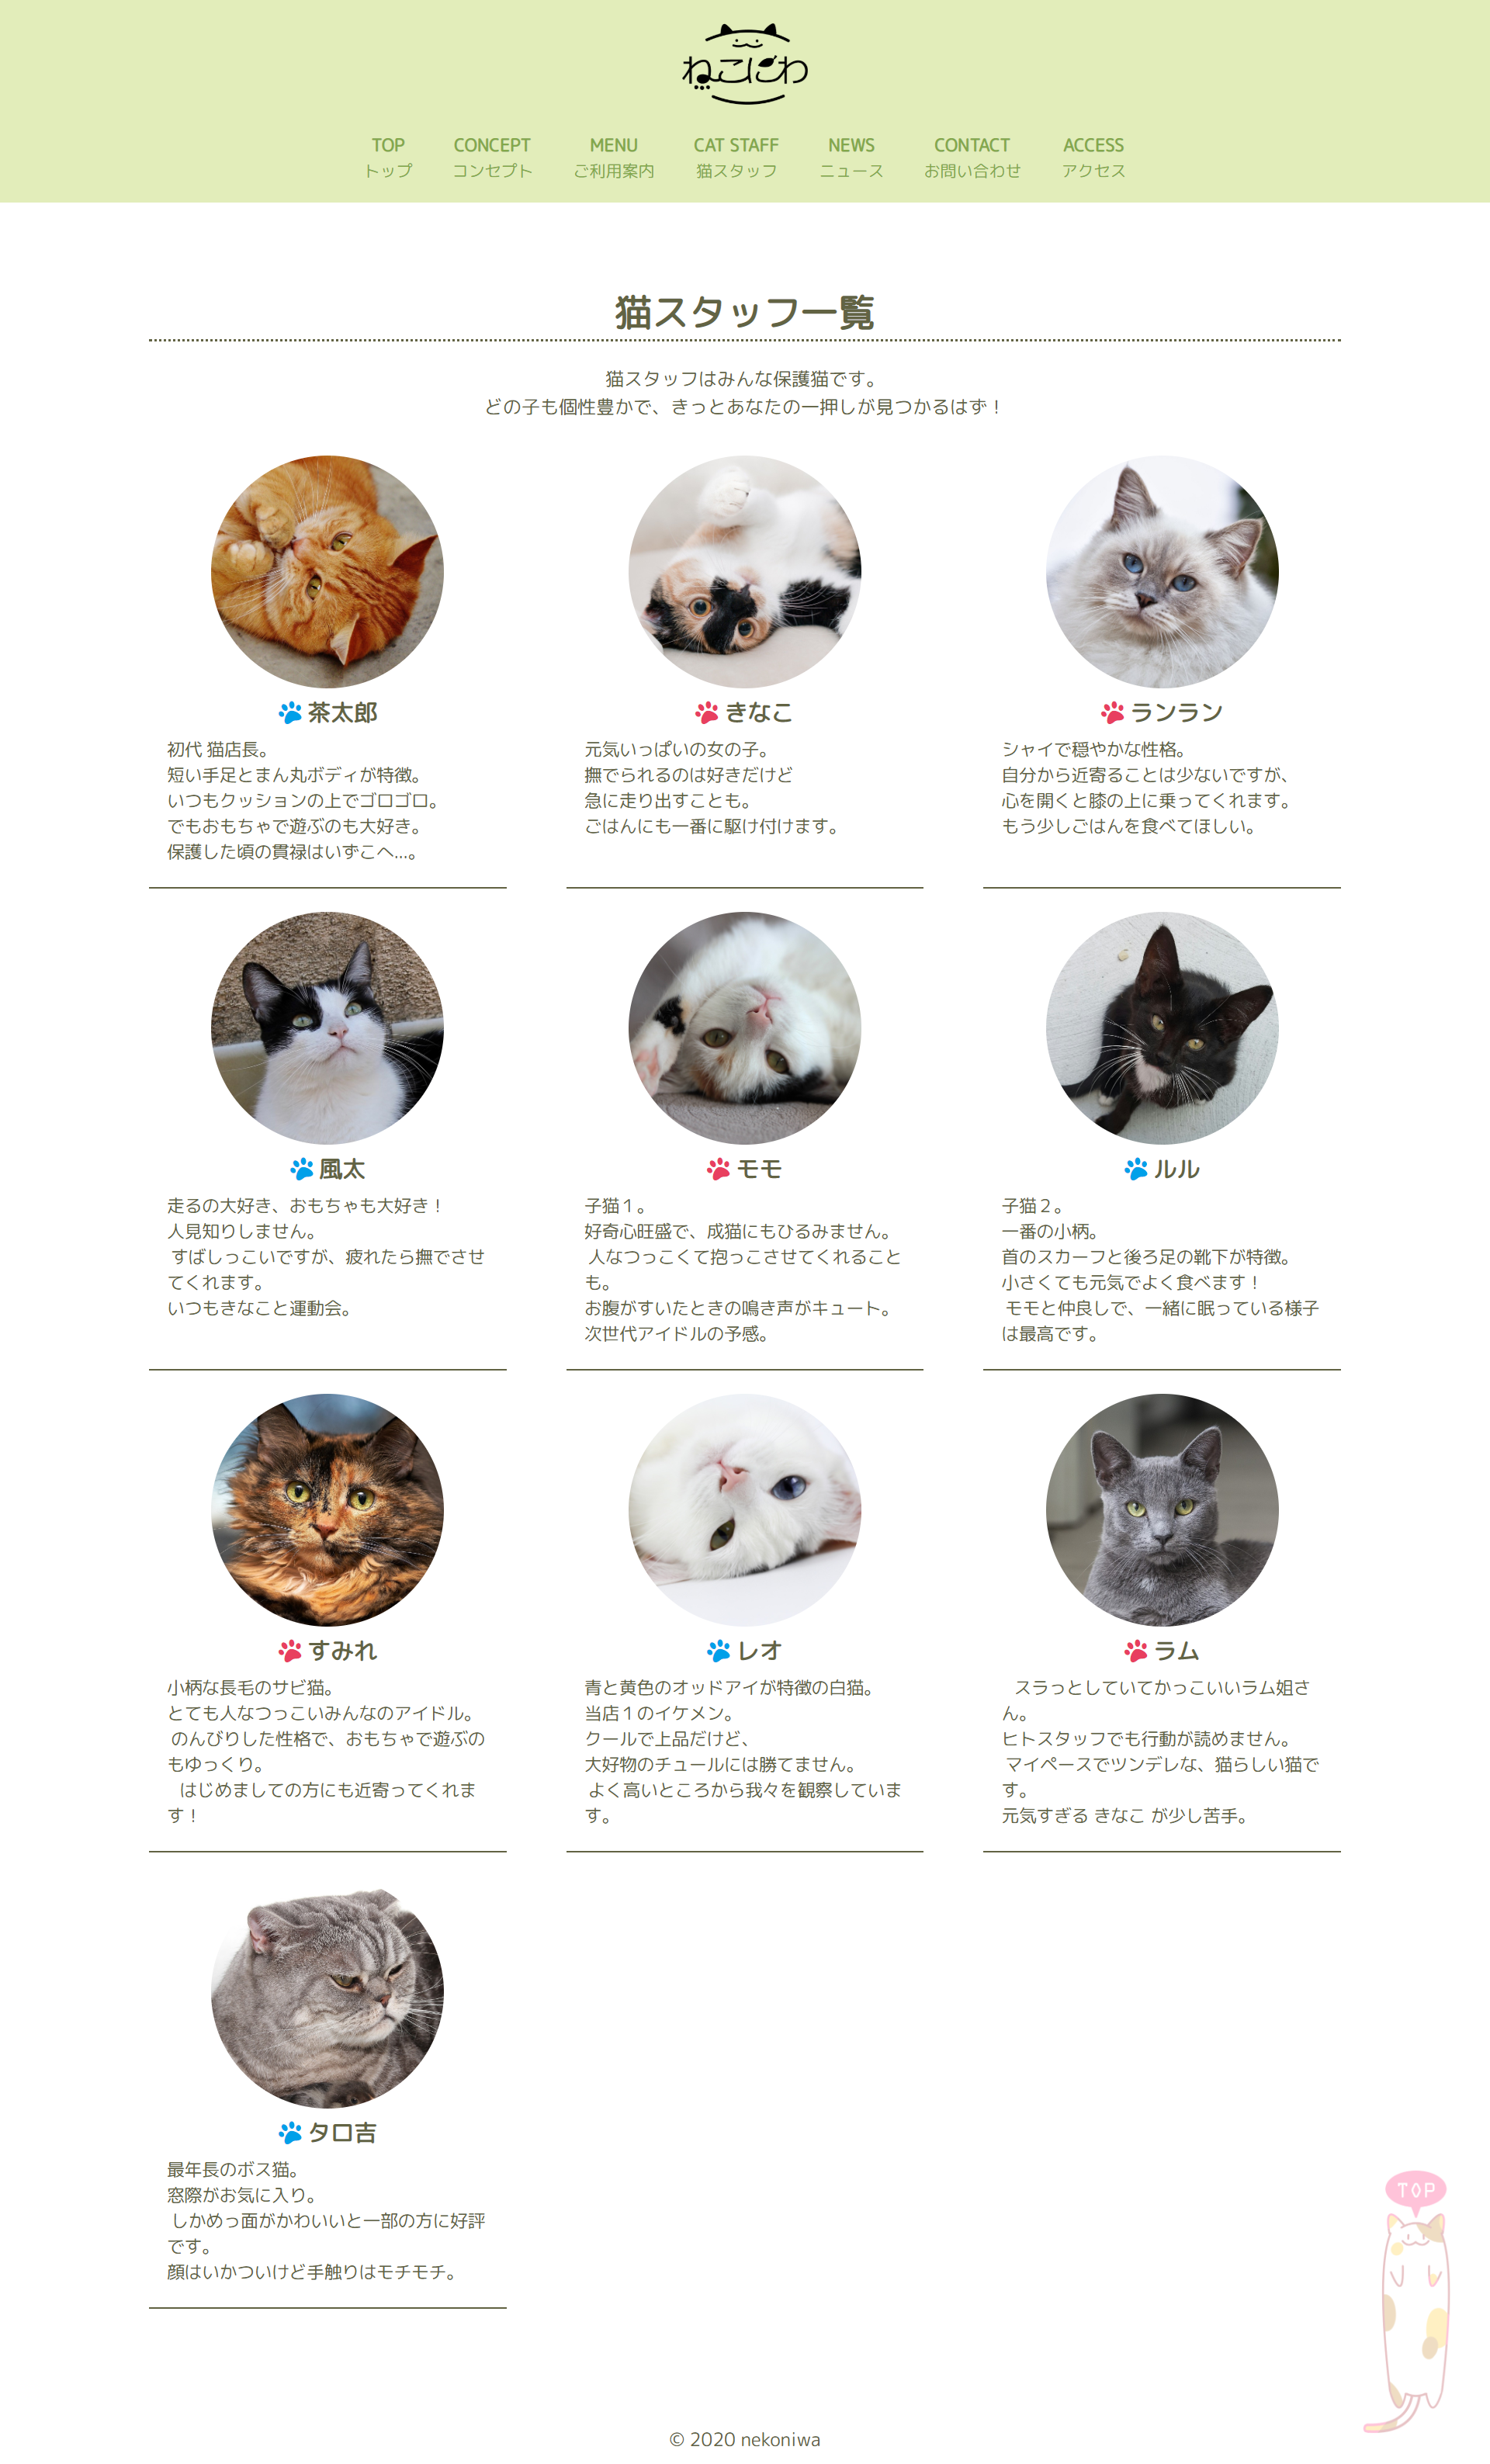 ねこにわ
TOP
トップ
CONCEPT
コンセプト
MENU
ご利用案内
CAT STAFF
猫スタッフ
NEWS
ニュース
CONTACT
お問い合わせ
ACCESS
アクセス
猫スタッフ一覧
猫スタッフはみんな保護猫です。
どの子も個性豊かで、きっとあなたの一押しが見つかるはず！
茶太郎
初代 猫店長。
短い手足とまん丸ボディが特徴。
いつもクッションの上でゴロゴロ。
でもおもちゃで遊ぶのも大好き。
保護した頃の貫禄はいずこへ…。
きなこ
元気いっぱいの女の子。
撫でられるのは好きだけど
急に走り出すことも。
ごはんにも一番に駆け付けます。
ランラン
シャイで穏やかな性格。
自分から近寄ることは少ないですが、
心を開くと膝の上に乗ってくれます。
もう少しごはんを食べてほしい。
風太
走るの大好き、おもちゃも大好き！
人見知りしません。
すばしっこいですが、疲れたら撫でさせ
てくれます。
いつもきなこと運動会。
モモ
子猫１。
好奇心旺盛で、成猫にもひるみません。
人なつっこくて抱っこさせてくれること
も。
お腹がすいたときの鳴き声がキュート。
次世代アイドルの予感。
ルル
子猫２。
一番の小柄。
首のスカーフと後ろ足の靴下が特徴。
小さくても元気でよく食べます！
モモと仲良しで、一緒に眠っている様子
は最高です。
すみれ
小柄な長毛のサビ猫。
とても人なつっこいみんなのアイドル。
のんびりした性格で、おもちゃで遊ぶの
もゆっくり。
はじめましての方にも近寄ってくれま
す！
レオ
青と黄色のオッドアイが特徴の白猫。
当店１のイケメン。
クールで上品だけど、
大好物のチュールには勝てません。
よく高いところから我々を観察していま
す。
ラム
スラっとしていてかっこいいラム姐さ
ん。
ヒトスタッフでも行動が読めません。
マイペースでツンデレな、猫らしい猫で
す。
元気すぎる きなこ が少し苦手。
タロ吉
最年長のボス猫。
窓際がお気に入り。
しかめっ面がかわいいと一部の方に好評
です。
顔はいかついけど手触りはモチモチ。
TOP
© 2020 nekoniwa